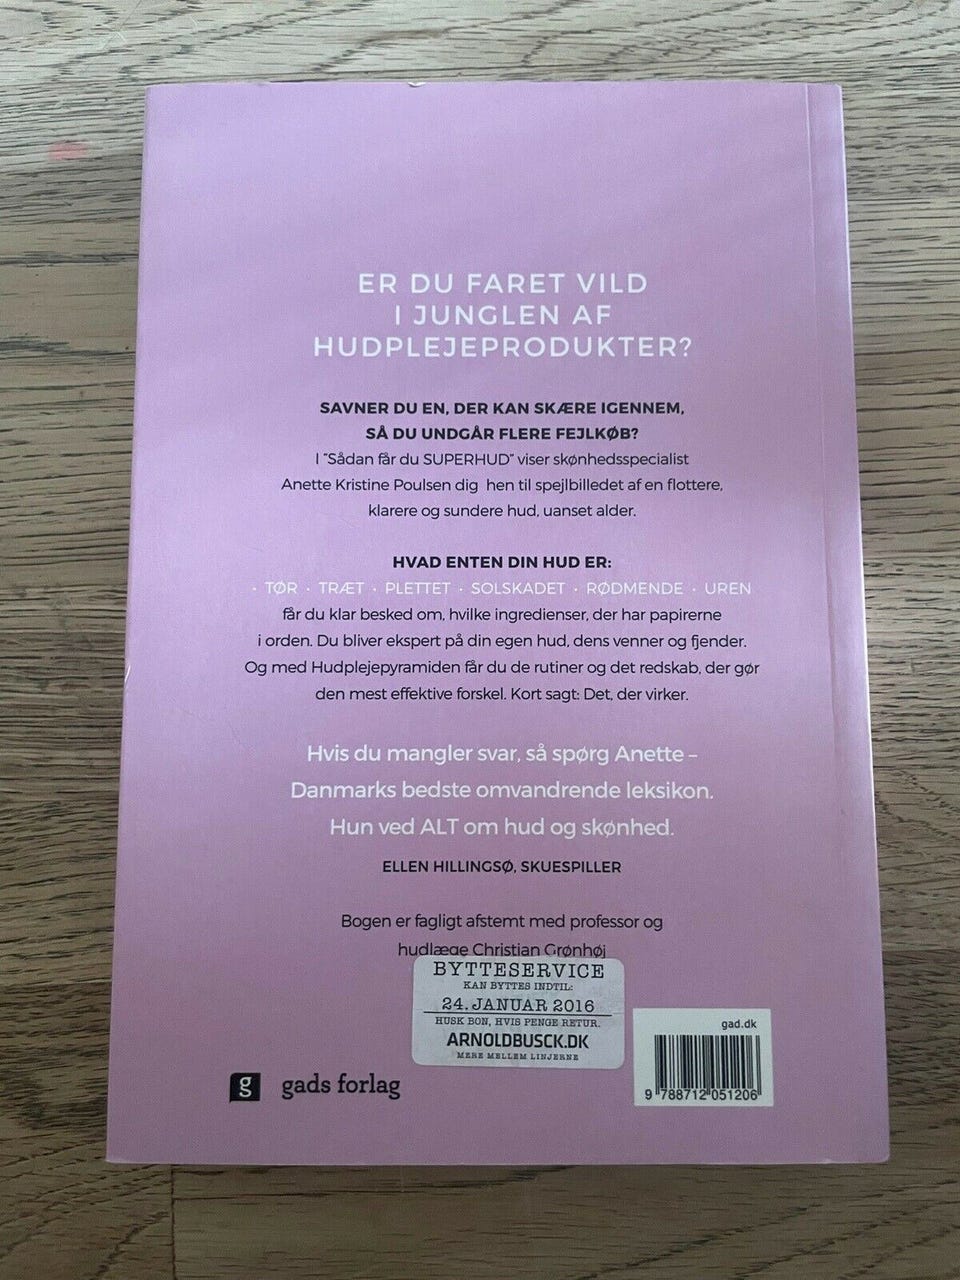 ER DU FARET VILD
I JUNGLEN AF
HUDPLEJEPRODUKTER?
SAVNER DU EN, DER KAN SKÆRE IGENNEM,
SÅ DU UNDGÅR FLERE FEJLKØB?
I "Sådan får du SUPERHUD" viser skønhedsspecialist
Anette Kristine Poulsen dig hen til spejlbilledet af en flottere,
klarere og sundere hud, uanset alder.
HVAD ENTEN DIN HUD ER:
· TØR · TRÆT · PLETTET · SOLSKADET · RØDMENDE · UREN
får du klar besked om, hvilke ingredienser, der har papirerne
i orden. Du bliver ekspert på din egen hud, dens venner og fjender.
Og med Hudplejepyramiden får du de rutiner og det redskab, der gør
den mest effektive forskel. Kort sagt: Det, der virker.
Hvis du mangler svar, så spørg Anette –
Danmarks bedste omvandrende leksikon.
Hun ved ALT om hud og skønhed.
ELLEN HILLINGSØ, SKUESPILLER
Bogen er fagligt afstemt med professor og
hudlæge Christian Grønhøj
BYTTESERVICE
KAN BYTTES INDTIL:
24. JANUAR 2016
HUSK BON, HVIS PENGE RETUR.
ARNOLDBUSCK.DK
MERE MELLEM LINJERNE
gad.dk
9 788712 051206
g gads forlag